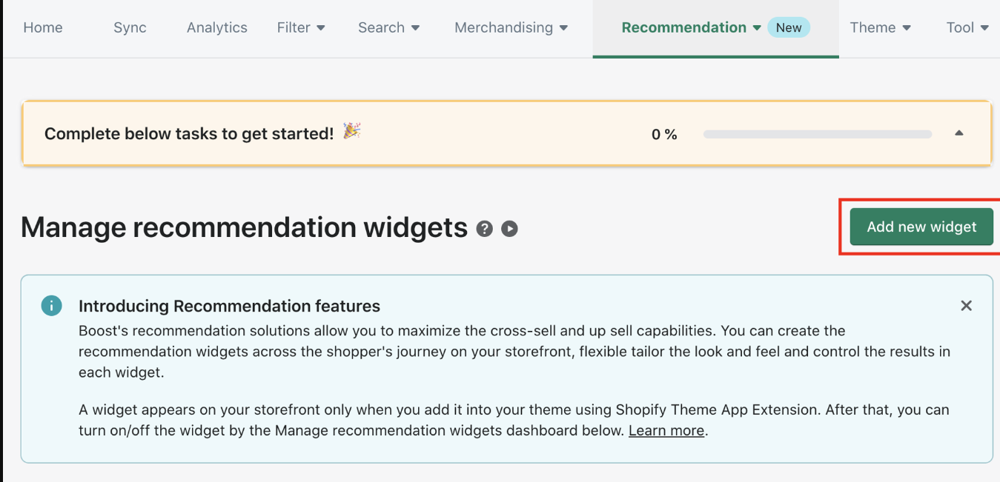 Home Sync Analytics Filter Search Merchandising Recommendation New Theme Tool
Complete below tasks to get started! 🎉 0 %
Manage recommendation widgets ?
Add new widget
i Introducing Recommendation features
Boost's recommendation solutions allow you to maximize the cross-sell and up sell capabilities. You can create the
recommendation widgets across the shopper's journey on your storefront, flexible tailor the look and feel and control the results in
each widget.
A widget appears on your storefront only when you add it into your theme using Shopify Theme App Extension. After that, you can
turn on/off the widget by the Manage recommendation widgets dashboard below. Learn more.